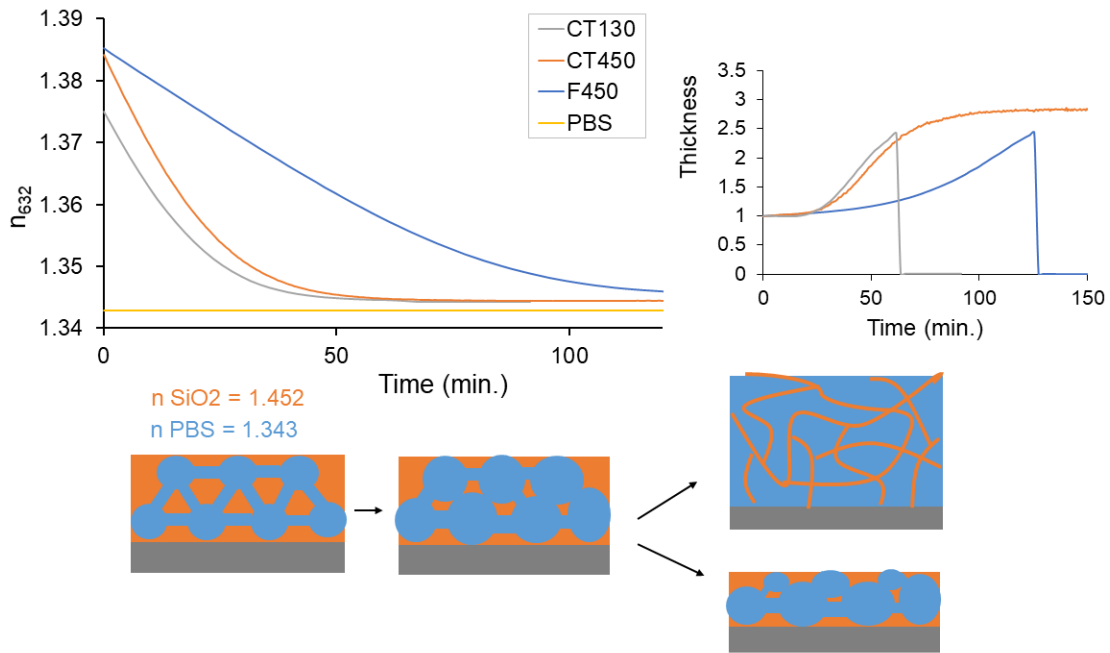 1.39
1.38
1.37
1.36
1.35
1.34
n632
0
50
100
Time (min.)
CT130
CT450
F450
PBS
3.5
3
2.5
2
1.5
1
0.5
0
Thickness
0
50
100
150
Time (min.)
n SiO2 = 1.452
n PBS = 1.343